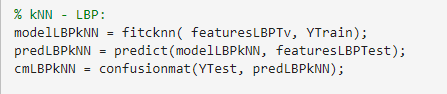 % kNN - LBP:
modelLBPkNN = fitcknn( featuresLBPTv, YTrain);
predLBPkNN = predict(modelLBPkNN, featuresLBPTest);
cmLBPkNN = confusionmat(YTest, predLBPkNN);